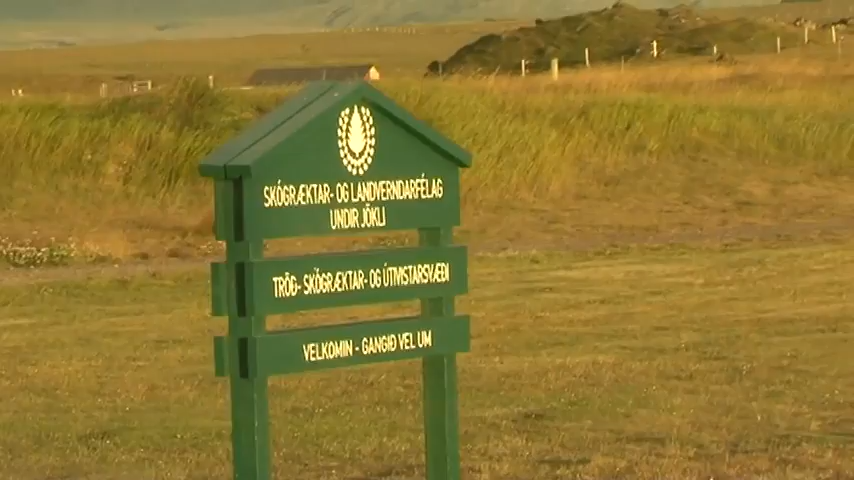 SKÓGRÆKTAR- OG LANDVERNDARFÉLAG
UNDIR JÖKLI
TRÖÐ- SKÓGRÆKTAR- OG ÚTIVISTARSVÆÐI
VELKOMIN - GANGIÐ VEL UM